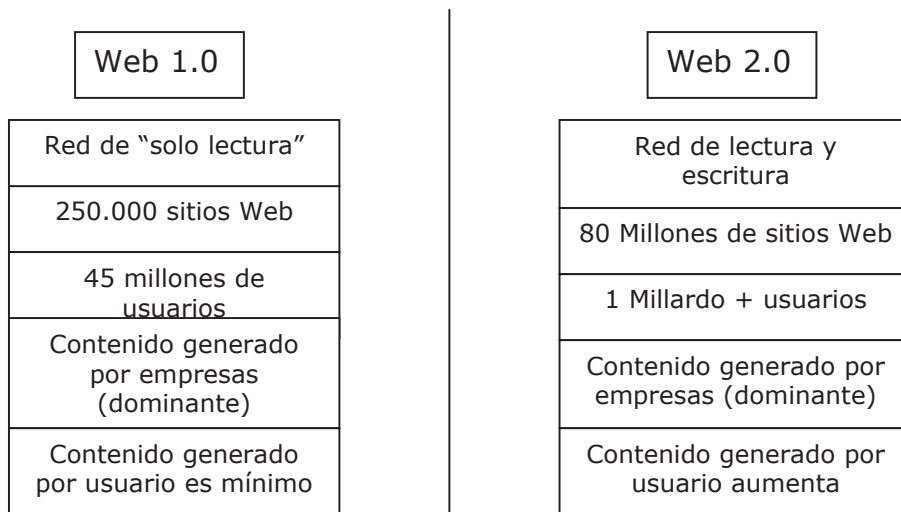 Web 1.0
Red de “solo lectura”
250.000 sitios Web
45 millones de
usuarios
Contenido generado
por empresas
(dominante)
Contenido generado
por usuario es mínimo
Web 2.0
Red de lectura y
escritura
80 Millones de sitios Web
1 Millardo + usuarios
Contenido generado por
empresas (dominante)
Contenido generado por
usuario aumenta